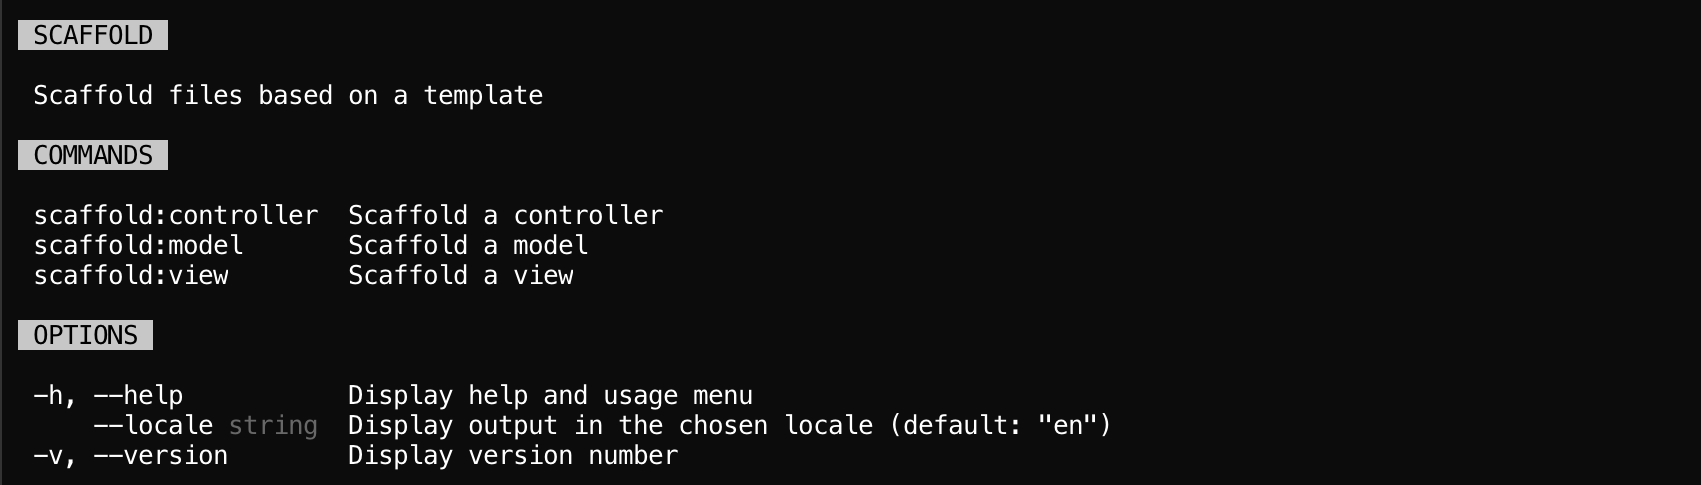 SCAFFOLD
Scaffold files based on a template
COMMANDS
scaffold:controller  Scaffold a controller
scaffold:model       Scaffold a model
scaffold:view        Scaffold a view
OPTIONS
-h, --help           Display help and usage menu
    --locale string  Display output in the chosen locale (default: "en")
-v, --version        Display version number